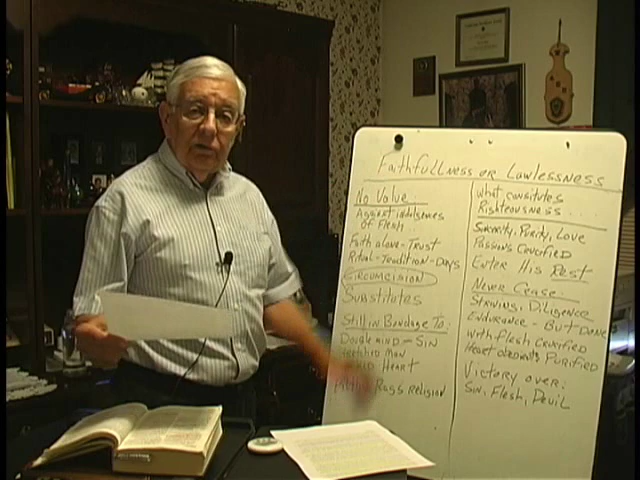 Faithfullness or Lawlessness
No Value:
Against indulgences
of Flesh
Faith alone - Trust
Ritual - Tradition - Days
Circumcision
Substitutes
Still in Bondage To:
Double mind - Sin
Man
Heart
Rags Religion
What constitutes
Righteousness....
Sincerity, Purity, Love
Passions Crucified
Enter His Rest
Never Cease:
Striving, Diligence
Endurance - But Done
with flesh crucified
Heart Purified
Victory over:
Sin, Flesh, Devil